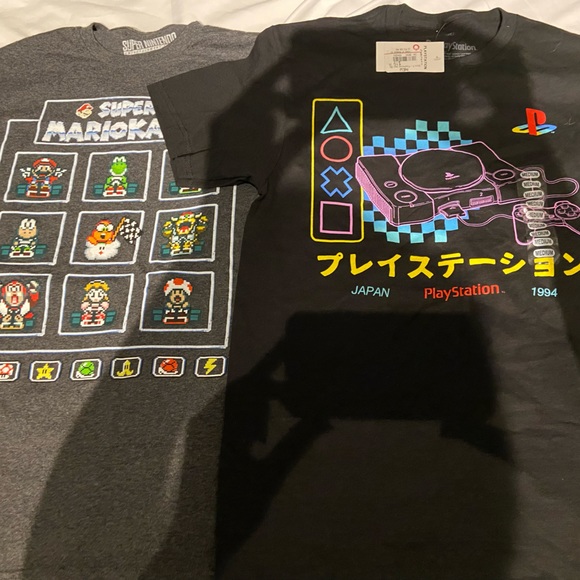 SUPER NINTENDO
SUPER
MARIOKA
PlayStation
プレイステーション
JAPAN PlayStation 1994